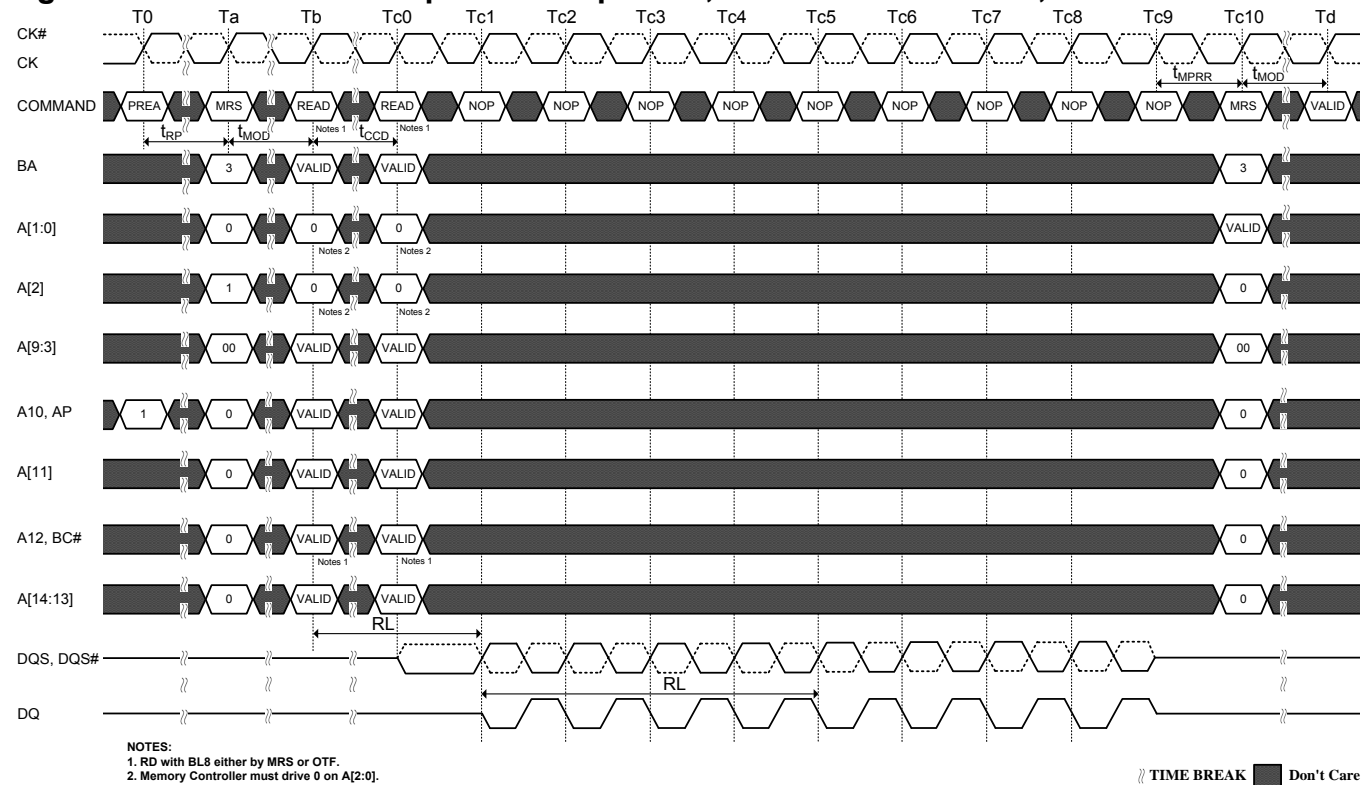 T0 Ta Tb Tc0 Tc1 Tc2 Tc3 Tc4 Tc5 Tc6 Tc7 Tc8 Tc9 Tc10 Td
CK#
CK
tMPRR tMOD
COMMAND PREA MRS READ READ NOP NOP NOP NOP NOP NOP NOP NOP NOP MRS VALID
Notes 1 Notes 1
tRP tMOD tCCD
BA 3 VALID VALID 3
A[1:0] 0 0 0 VALID
Notes 2 Notes 2
A[2] 1 0 0 0
Notes 2 Notes 2
A[9:3] 00 VALID VALID 00
A10, AP 1 0 VALID VALID 0
A[11] 0 VALID VALID 0
A12, BC# 0 VALID VALID 0
Notes 1 Notes 1
A[14:13] 0 VALID VALID 0
RL
DQS, DQS#
RL
DQ
NOTES:
1. RD with BL8 either by MRS or OTF.
2. Memory Controller must drive 0 on A[2:0].
TIME BREAK Don't Care